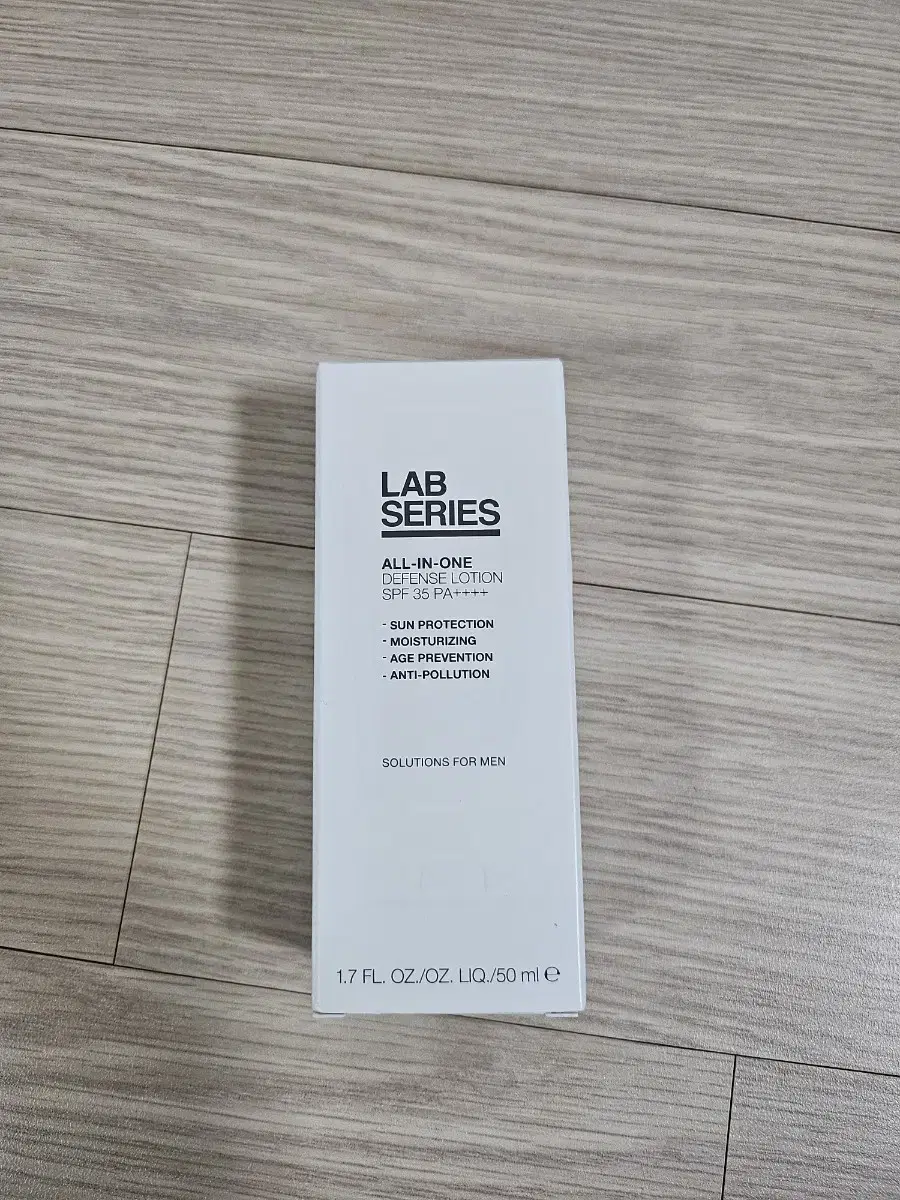 LAB
SERIES
ALL-IN-ONE
DEFENSE LOTION
SPF 35 PA++++
- SUN PROTECTION
- MOISTURIZING
- AGE PREVENTION
- ANTI-POLLUTION
SOLUTIONS FOR MEN
1.7 FL. OZ./OZ. LIQ./50 ml ℮